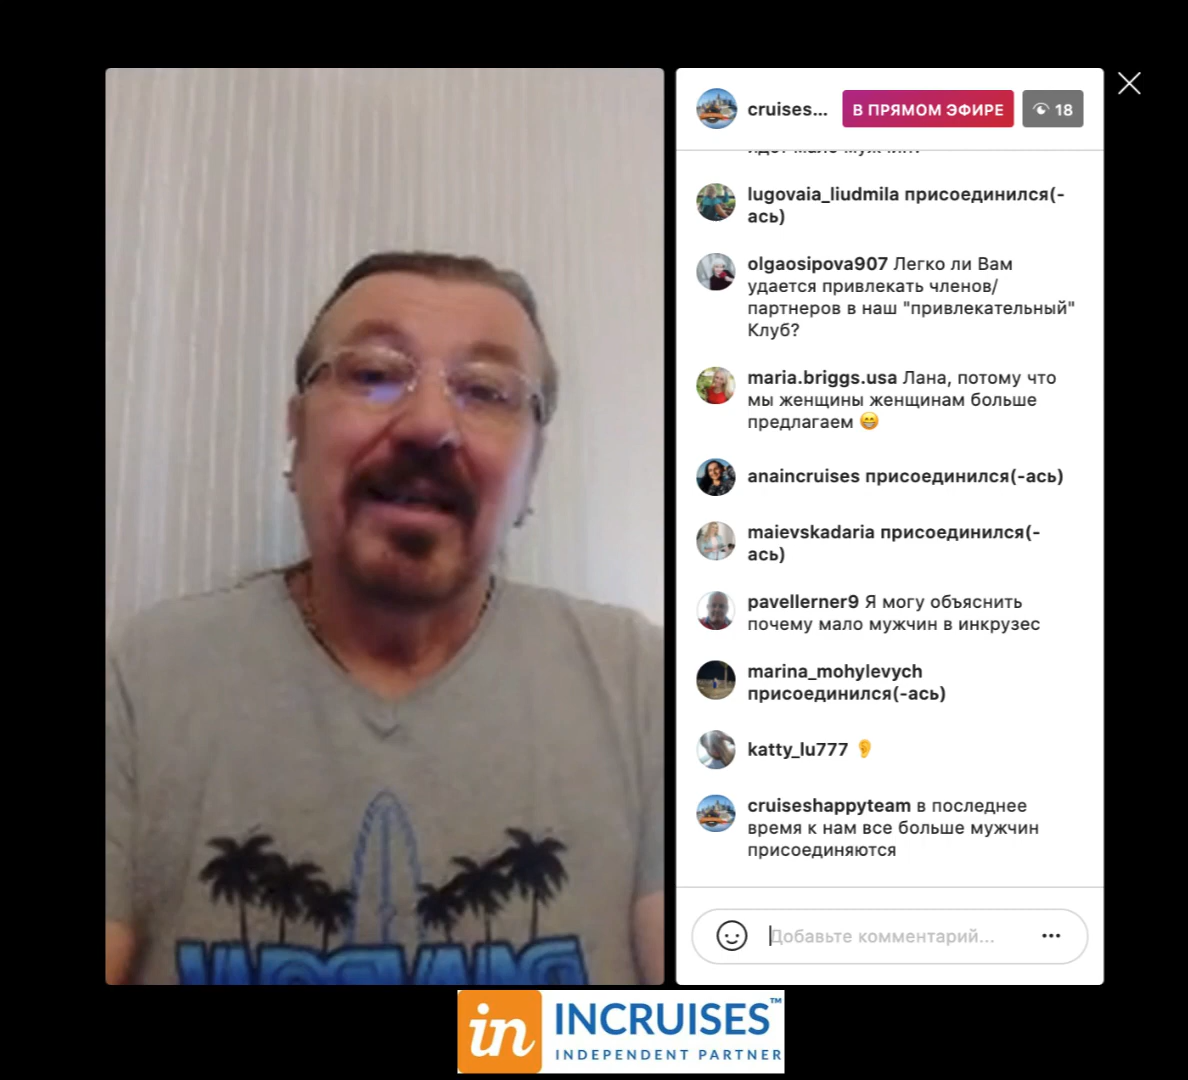 cruises...
В ПРЯМОМ ЭФИРЕ
18
lugovaia_liudmila присоединился(-
ась)
olgaosipova907 Легко ли Вам
удается привлекать членов/
партнеров в наш "привлекательный"
Клуб?
maria.briggs.usa Лана, потому что
мы женщины женщинам больше
предлагаем 😁
anaincruises присоединился(-ась)
maievskadaria присоединился(-
ась)
pavellerner9 Я могу объяснить
почему мало мужчин в инкрузес
marina_mohylevych
присоединился(-ась)
katty_lu777 👂
cruiseshappyteam в последнее
время к нам все больше мужчин
присоединяются
Добавьте комментарий...
in INCRUISES™
INDEPENDENT PARTNER